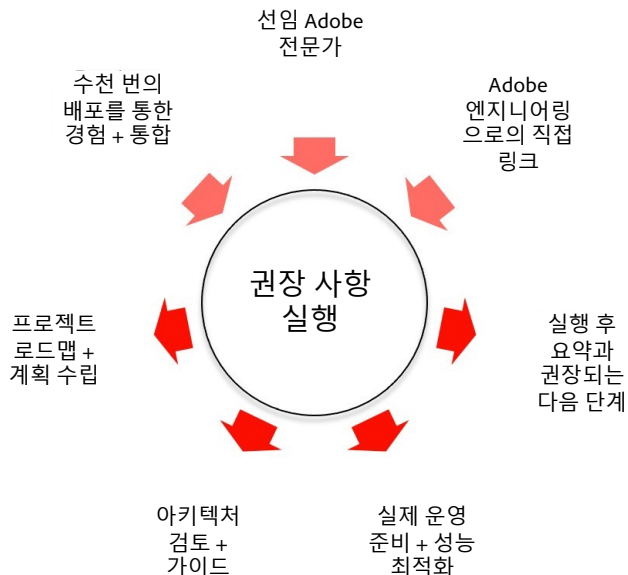 선임 Adobe
전문가
수천 번의
배포를 통한
경험 + 통합
Adobe
엔지니어링
으로의 직접
링크
권장 사항
실행
프로젝트
로드맵 +
계획 수립
실행 후
요약과
권장되는
다음 단계
아키텍처
검토 +
가이드
실제 운영
준비 + 성능
최적화